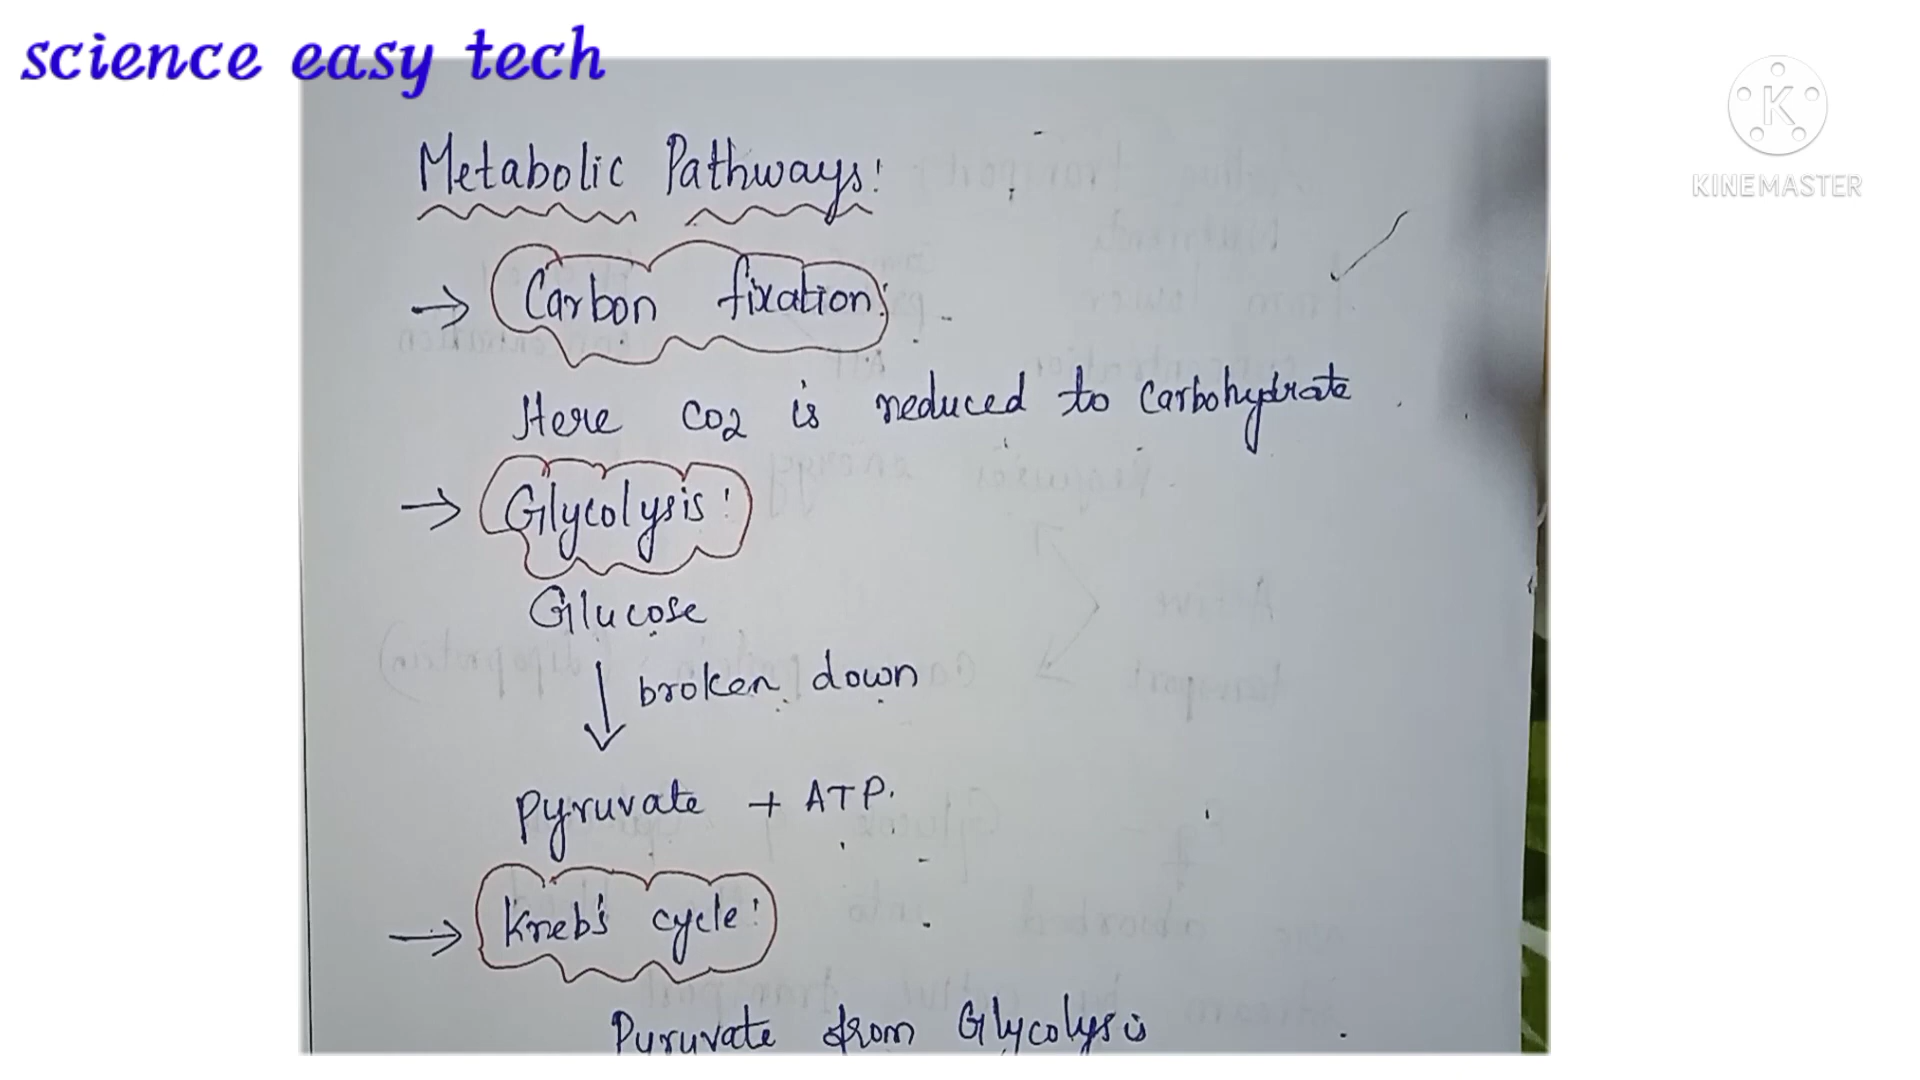 science easy tech
KINEMASTER
Metabolic Pathways:
→ Carbon fixation:
Here CO2 is reduced to Carbohydrate
→ Glycolysis:
Glucose
↓ broken down
Pyruvate + ATP.
→ Kreb's cycle:
Pyruvate from Glycolysis